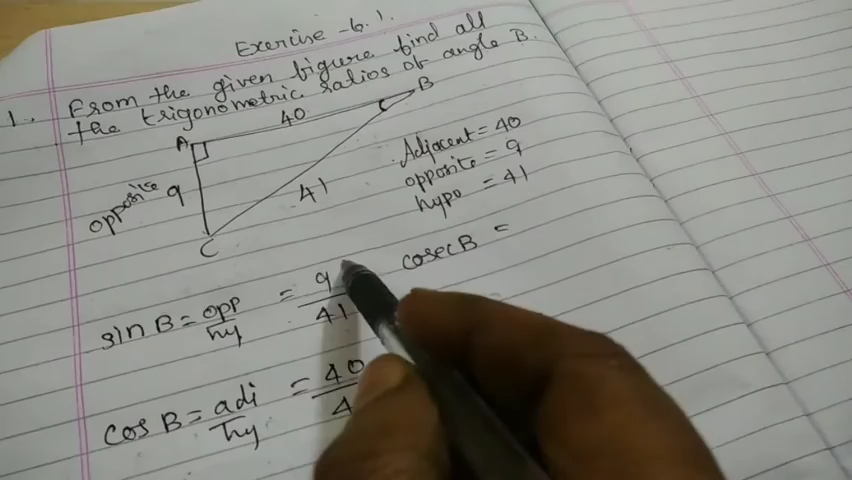 Exercise - 6.1.
1. From the given figure find all
the trigonometric ratios of angle B.
A 40 B
opposite 9
41
C
Adjacent = 40
opposite = 9
hypo = 41
sin B = opp/hy = 9/41 cosec B =
cos B = adj/hy = 40/4